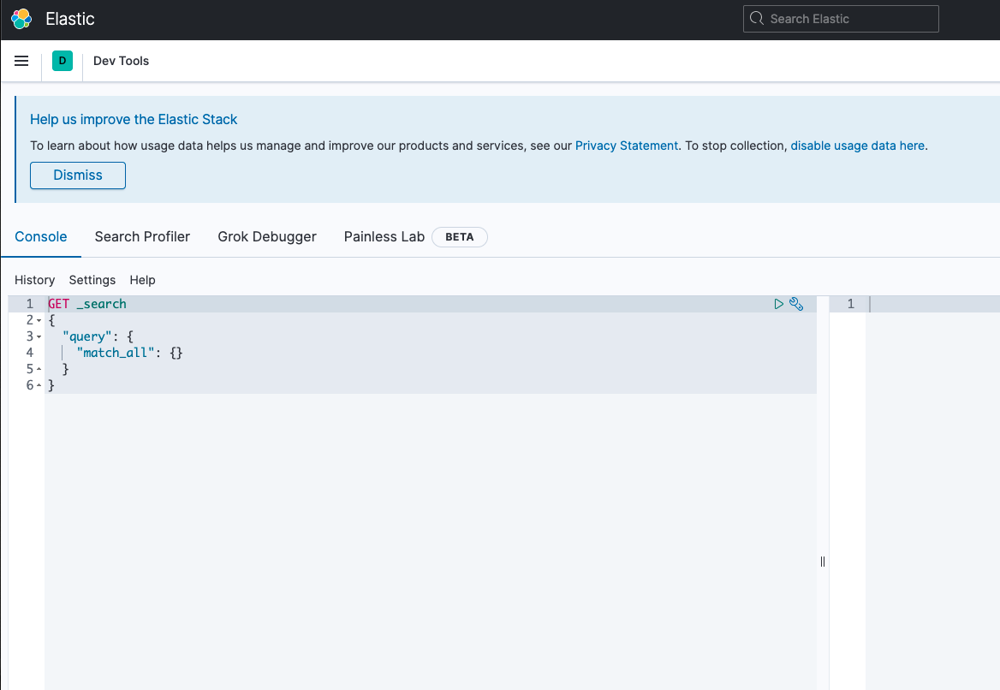 Elastic
Search Elastic
D
Dev Tools
Help us improve the Elastic Stack
To learn about how usage data helps us manage and improve our products and services, see our Privacy Statement. To stop collection, disable usage data here.
Dismiss
Console Search Profiler Grok Debugger Painless Lab BETA
History Settings Help
1 GET _search
2 {
3 "query": {
4 "match_all": {}
5 }
6 }
1